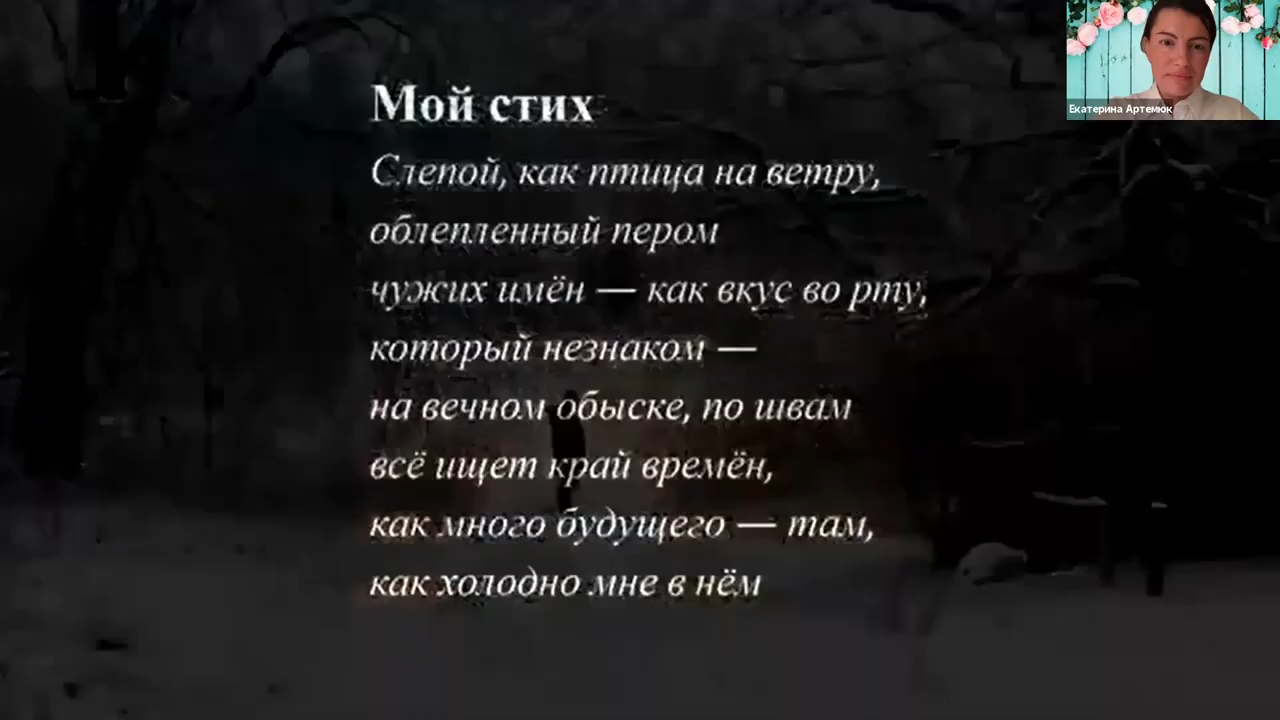 Екатерина Артемюк
Мой стих
Слепой, как птица на ветру,
облепленный пером
чужих имён — как вкус во рту,
который незнаком —
на вечном обыске, по швам
всё ищет край времён,
как много будущего — там,
как холодно мне в нём